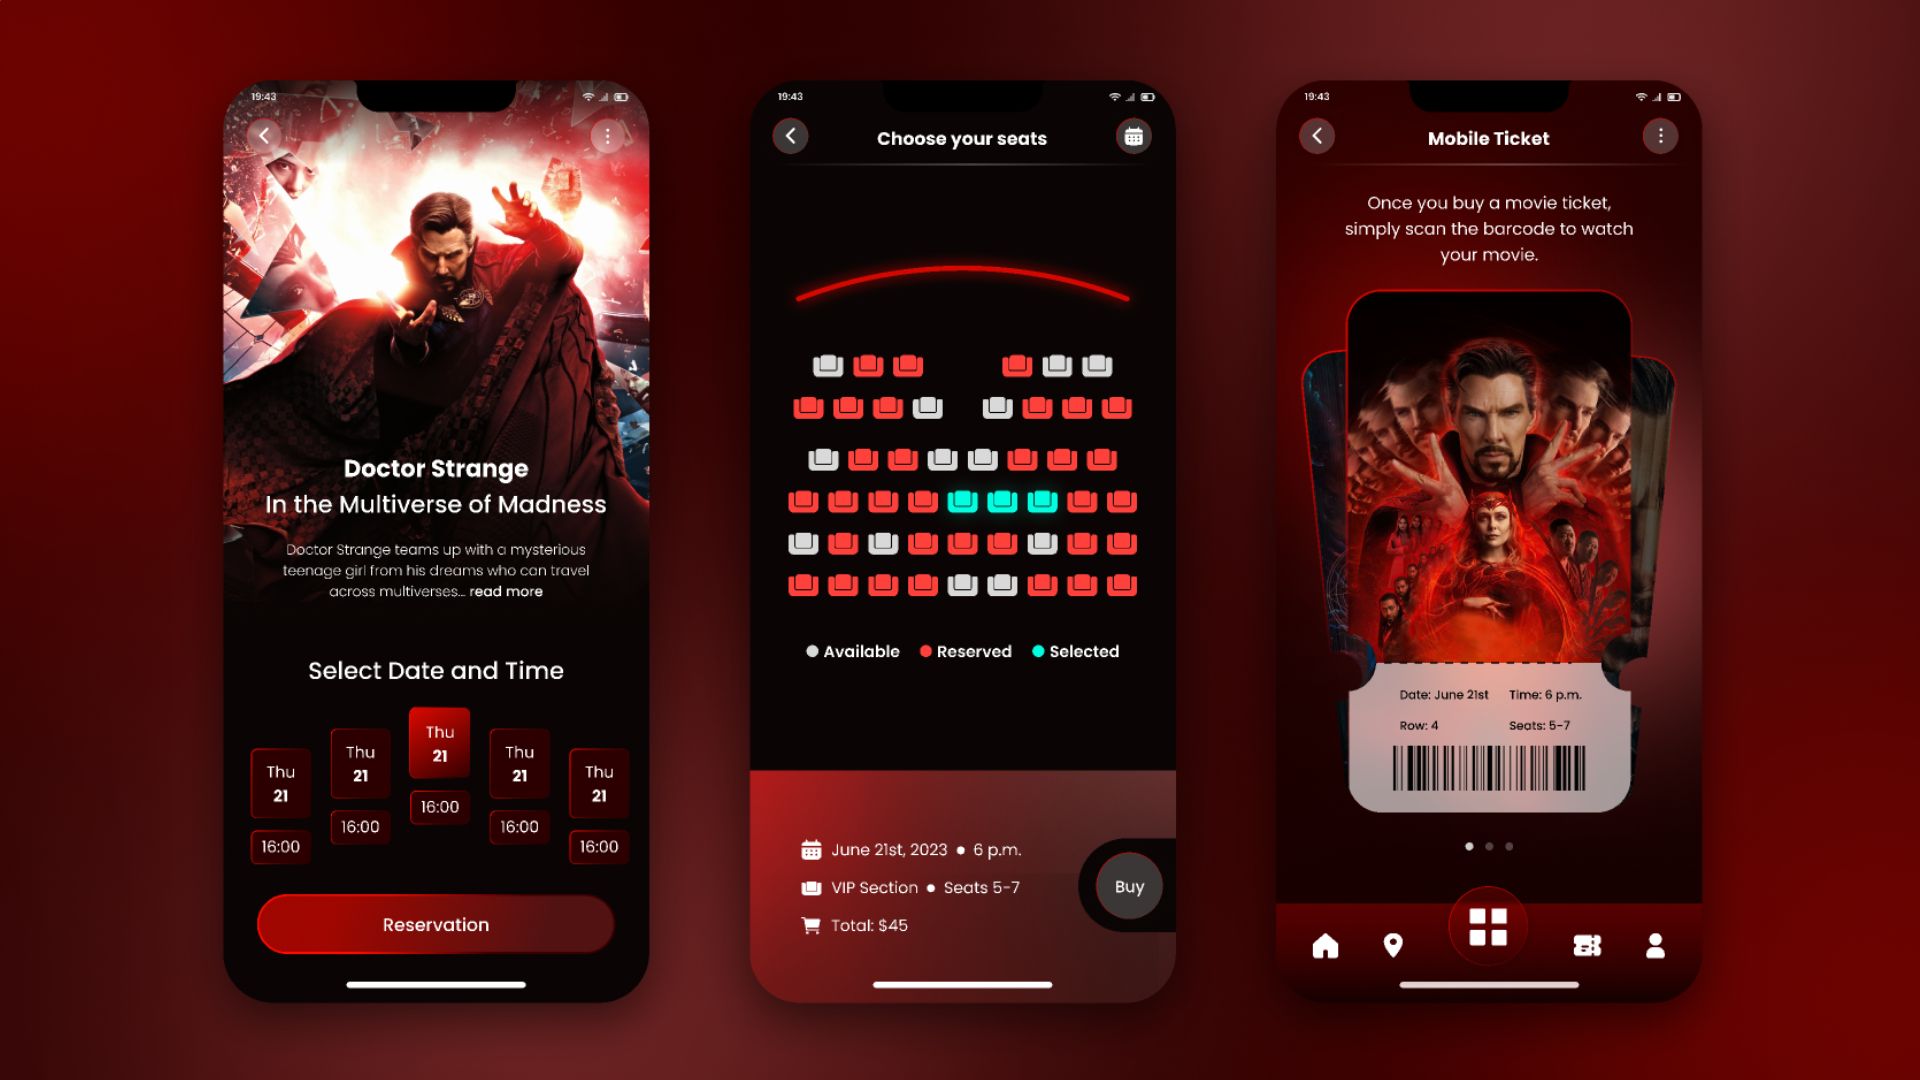 19:43
Doctor Strange
In the Multiverse of Madness
Doctor Strange teams up with a mysterious
teenage girl from his dreams who can travel
across multiverses... read more
Select Date and Time
Thu
21
16:00
Thu
21
16:00
Thu
21
16:00
Thu
21
16:00
Thu
21
16:00
Reservation
19:43
Choose your seats
Available Reserved Selected
June 21st, 2023 • 6 p.m.
VIP Section • Seats 5-7
Total: $45
Buy
19:43
Mobile Ticket
Once you buy a movie ticket,
simply scan the barcode to watch
your movie.
Date: June 21st Time: 6 p.m.
Row: 4 Seats: 5-7